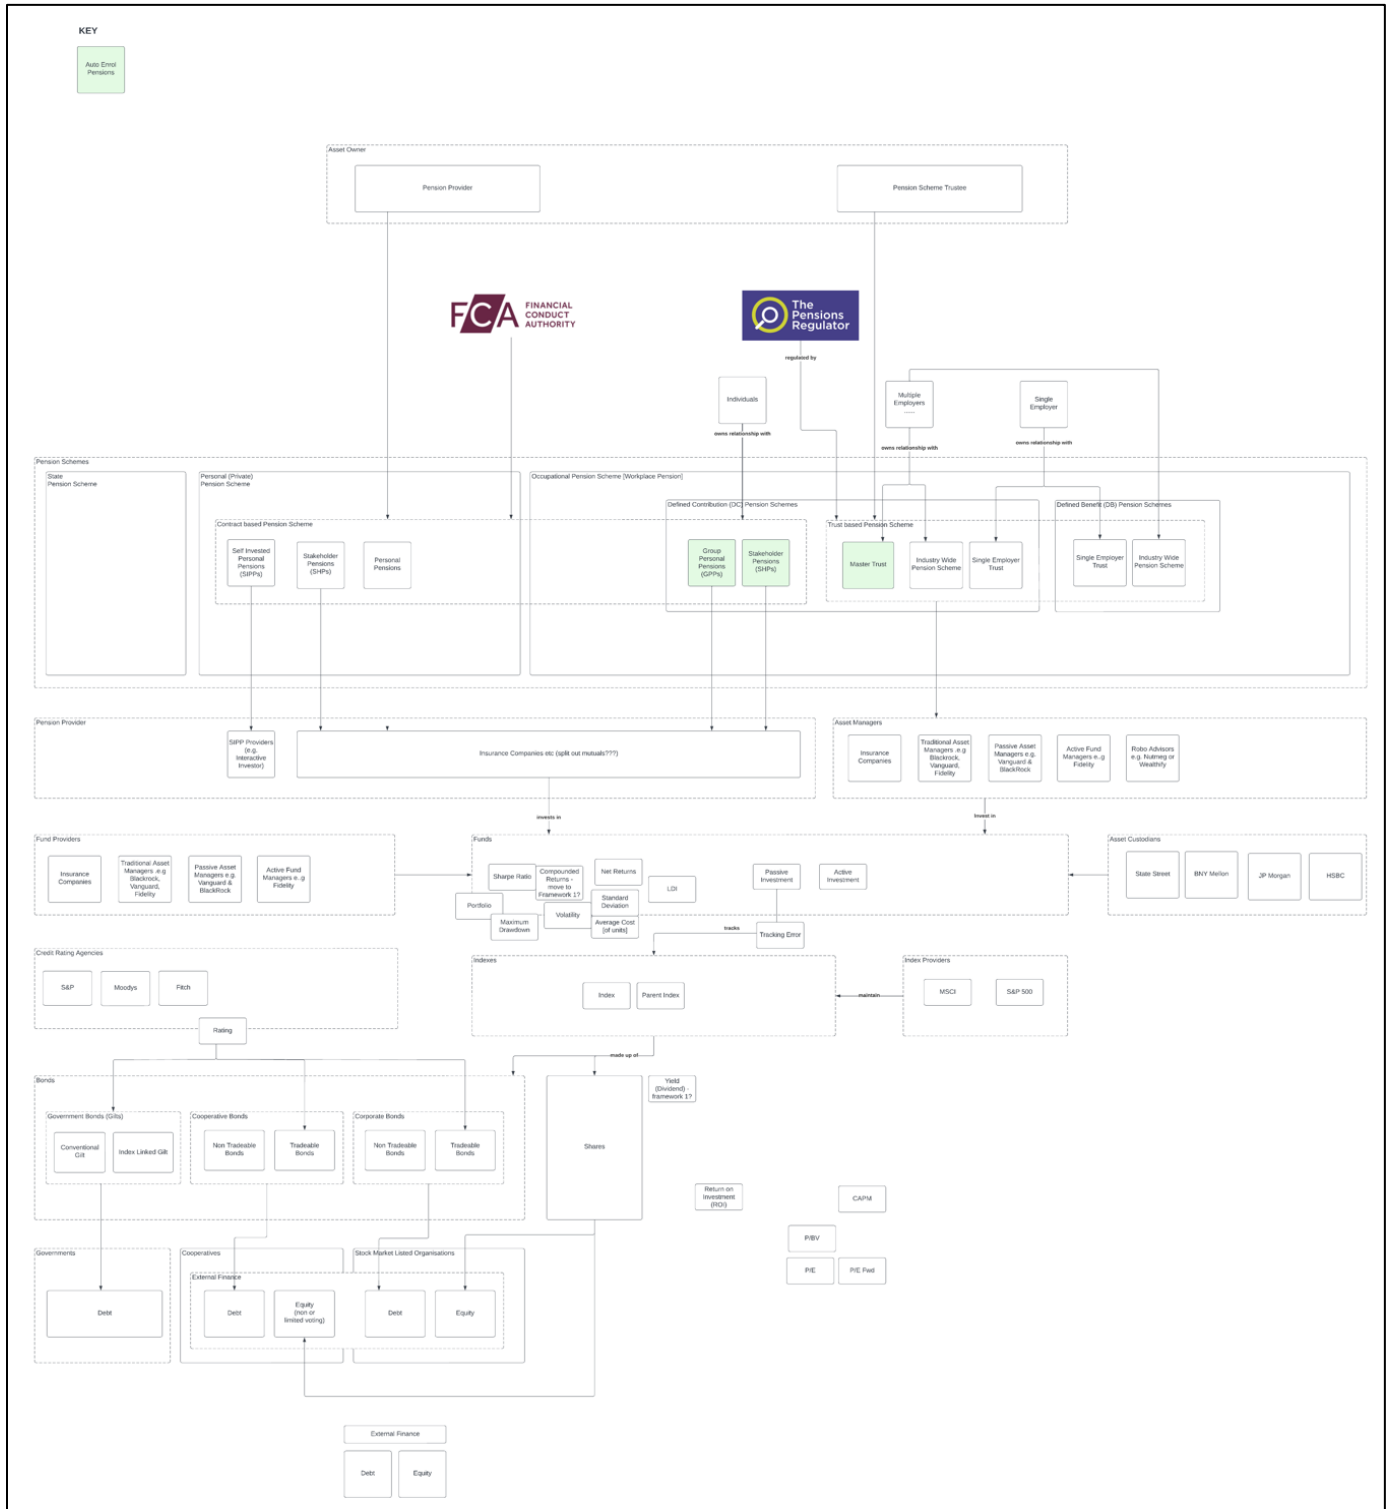 KEY
Auto Enrol
Pensions
Asset Owner
Pension Provider
Pension Scheme Trustee
FCA
FINANCIAL
CONDUCT
AUTHORITY
The
Pensions
Regulator
regulated by
Individuals
Multiple
Employers
Single
Employer
owns relationship with
owns relationship with
owns relationship with
Pension Schemes
State
Pension Scheme
Personal (Private)
Pension Scheme
Occupational Pension Scheme [Workplace Pension]
Defined Contribution (DC) Pension Schemes
Defined Benefit (DB) Pension Schemes
Contract based Pension Scheme
Trust based Pension Scheme
Self Invested
Personal
Pensions
(SIPPs)
Stakeholder
Pensions
(SHPs)
Personal
Pensions
Group
Personal
Pensions
(GPPs)
Stakeholder
Pensions
(SHPs)
Master Trust
Industry Wide
Pension Scheme
Single Employer
Trust
Single Employer
Trust
Industry Wide
Pension Scheme
Pension Provider
SIPP Providers
(e.g.
Interactive
Investor)
Insurance Companies etc (split out mutuals???)
Asset Managers
Insurance
Companies
Traditional Asset
Managers .e.g
Blackrock,
Vanguard,
Fidelity
Passive Asset
Managers e.g.
Vanguard &
BlackRock
Active Fund
Managers e..g
Fidelity
Robo Advisors
e.g. Nutmeg or
Wealthify
invests in
Invest in
Fund Providers
Insurance
Companies
Traditional Asset
Managers .e.g
Blackrock,
Vanguard,
Fidelity
Passive Asset
Managers e.g.
Vanguard &
BlackRock
Active Fund
Managers e..g
Fidelity
Funds
Sharpe Ratio
Compounded
Returns -
move to
Framework 1?
Net Returns
LDI
Passive
Investment
Active
Investment
Portfolio
Maximum
Drawdown
Volatility
Standard
Deviation
Average Cost
[of units]
Tracking Error
Asset Custodians
State Street
BNY Mellon
JP Morgan
HSBC
tracks
Credit Rating Agencies
S&P
Moodys
Fitch
Rating
Indexes
Index
Parent Index
Index Providers
MSCI
S&P 500
maintain
made up of
Bonds
Government Bonds (Gilts)
Conventional
Gilt
Index Linked Gilt
Cooperative Bonds
Non Tradeable
Bonds
Tradeable
Bonds
Corporate Bonds
Non Tradeable
Bonds
Tradeable
Bonds
Shares
Yield
(Dividend) -
framework 1?
Return on
Investment
(ROI)
CAPM
P/BV
P/E
P/E Fwd
Governments
Debt
Cooperatives
Stock Market Listed Organisations
External Finance
Debt
Equity
(non or
limited voting)
Debt
Equity
External Finance
Debt
Equity